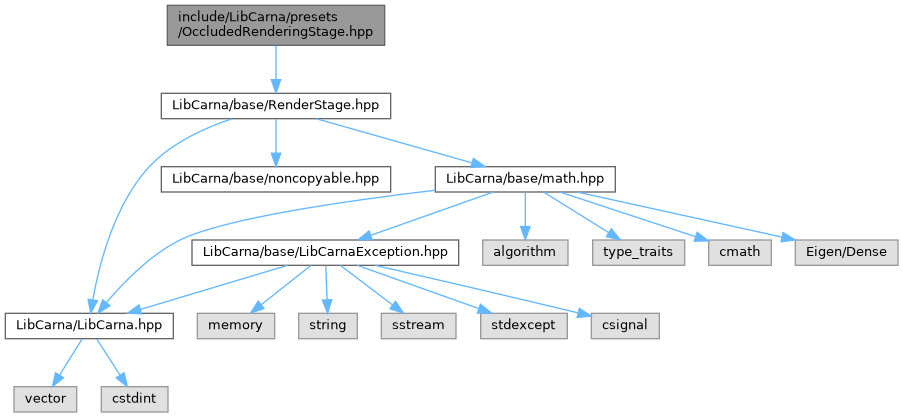 include/LibCarna/presets
/OccludedRenderingStage.hpp
LibCarna/base/RenderStage.hpp
LibCarna/base/noncopyable.hpp
LibCarna/base/math.hpp
LibCarna/base/LibCarnaException.hpp
algorithm
type_traits
cmath
Eigen/Dense
LibCarna/LibCarna.hpp
memory
string
sstream
stdexcept
csignal
vector
cstdint